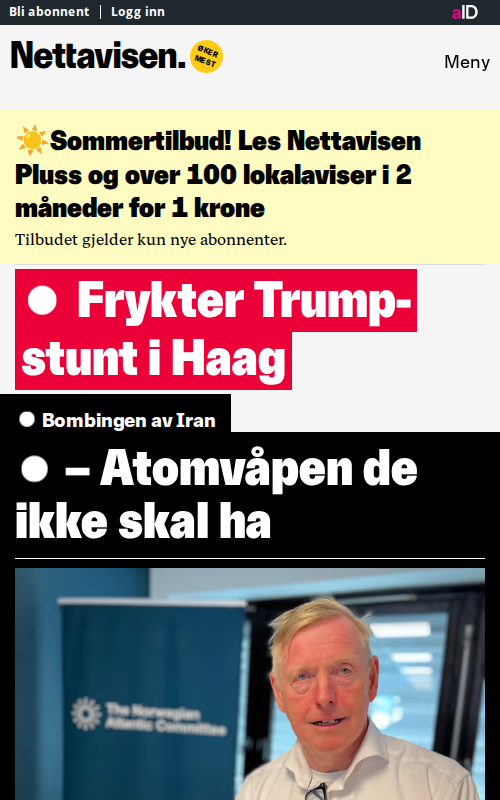 Bli abonnent | Logg inn
aID
Nettavisen.
ØKER
MEST
Meny
☀️Sommertilbud! Les Nettavisen
Pluss og over 100 lokalaviser i 2
måneder for 1 krone
Tilbudet gjelder kun nye abonnenter.
Frykter Trump-
stunt i Haag
Bombingen av Iran
– Atomvåpen de
ikke skal ha
The Norwegian
Atlantic Committee